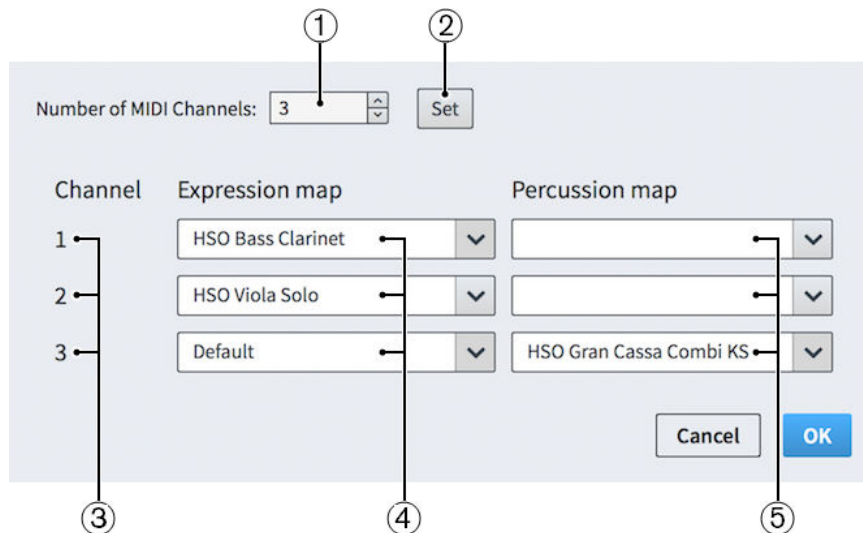 ① ②
Number of MIDI Channels: 3 Set
Channel Expression map Percussion map
1 HSO Bass Clarinet
2 HSO Viola Solo
3 Default HSO Gran Cassa Combi KS
Cancel OK
③ ④ ⑤